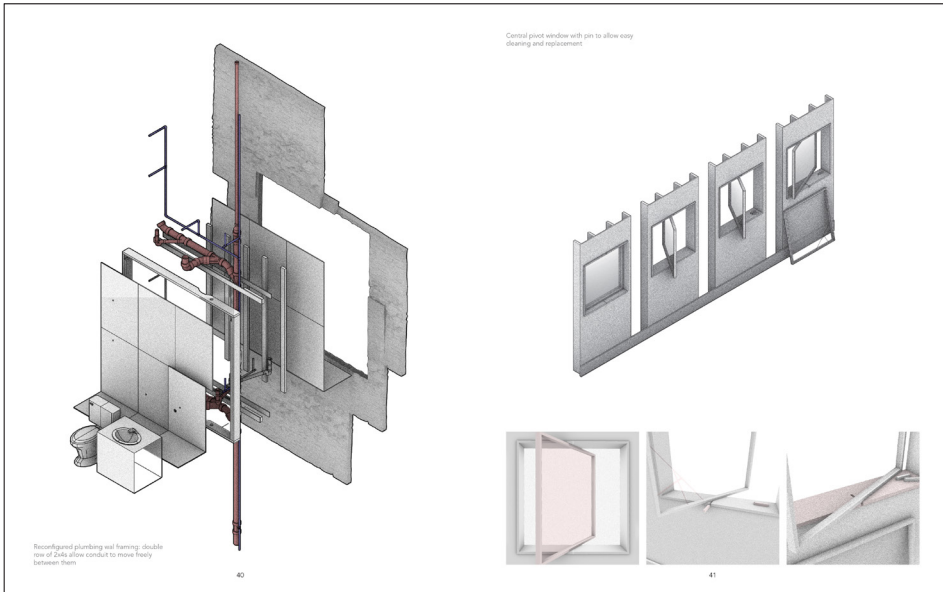 Central pivot window with pin to allow easy
cleaning and replacement
Reconfigured plumbing wal framing: double
row of 2x4s allow conduit to move freely
between them
40
41